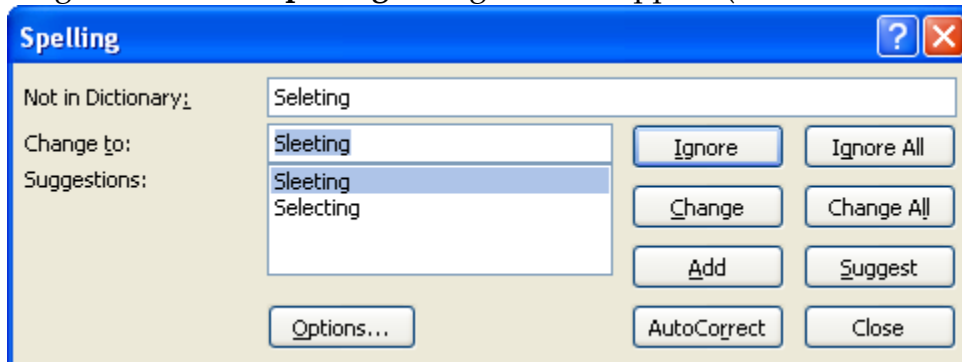 Spelling
Not in Dictionary: Seleting
Change to: Sleeting Ignore Ignore All
Suggestions: Sleeting
Selecting Change Change All
Add Suggest
Options... AutoCorrect Close